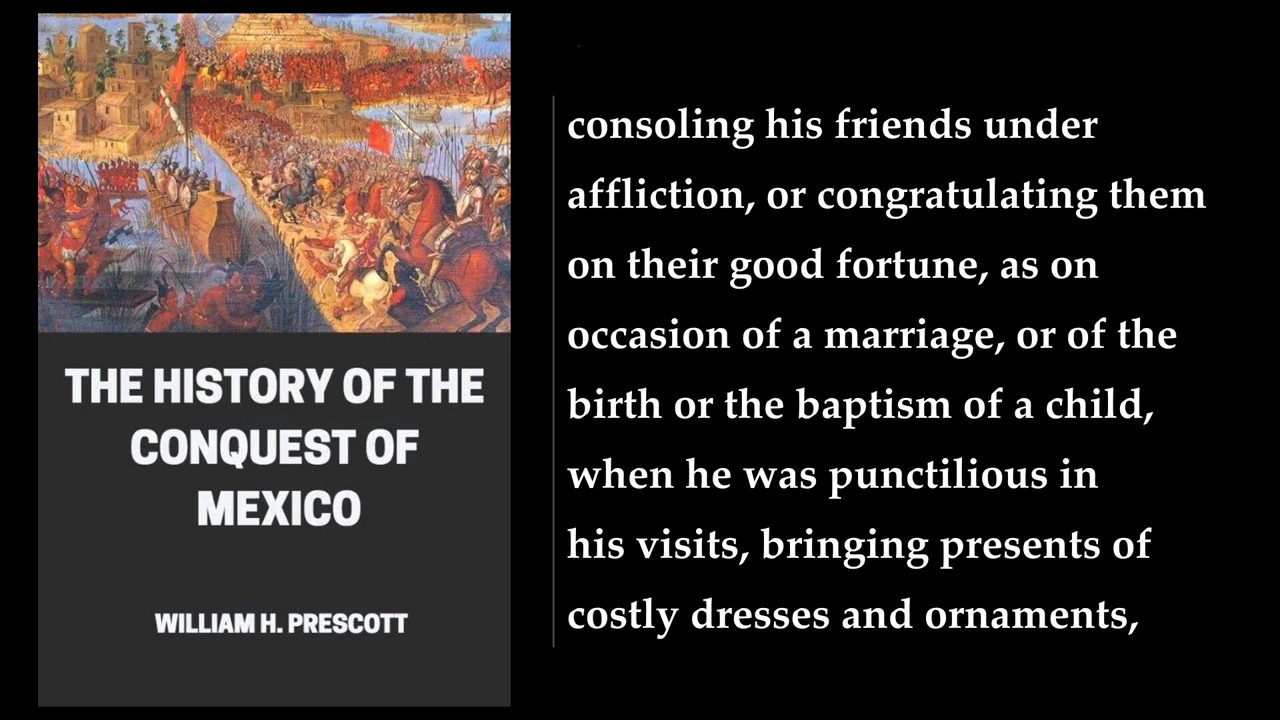 THE HISTORY OF THE
CONQUEST OF
MEXICO
WILLIAM H. PRESCOTT
consoling his friends under
affliction, or congratulating them
on their good fortune, as on
occasion of a marriage, or of the
birth or the baptism of a child,
when he was punctilious in
his visits, bringing presents of
costly dresses and ornaments,